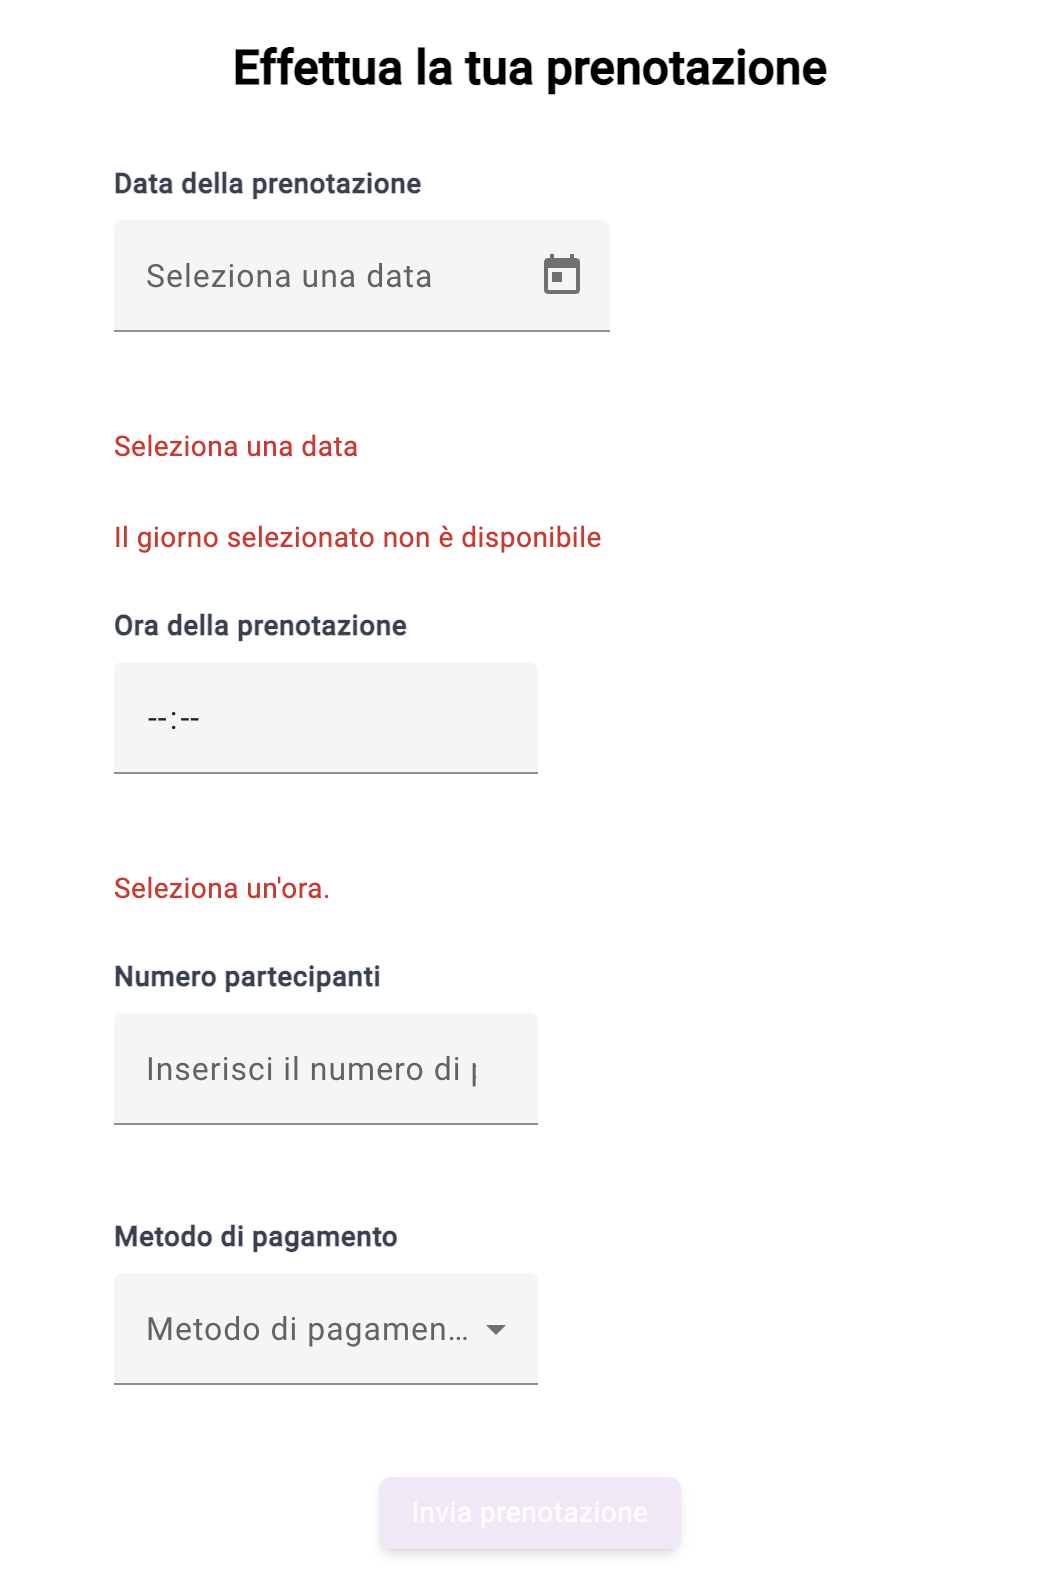 Effettua la tua prenotazione
Data della prenotazione
Seleziona una data
Seleziona una data
Il giorno selezionato non è disponibile
Ora della prenotazione
--:--
Seleziona un'ora.
Numero partecipanti
Inserisci il numero di
Metodo di pagamento
Metodo di pagamen...
Invia prenotazione